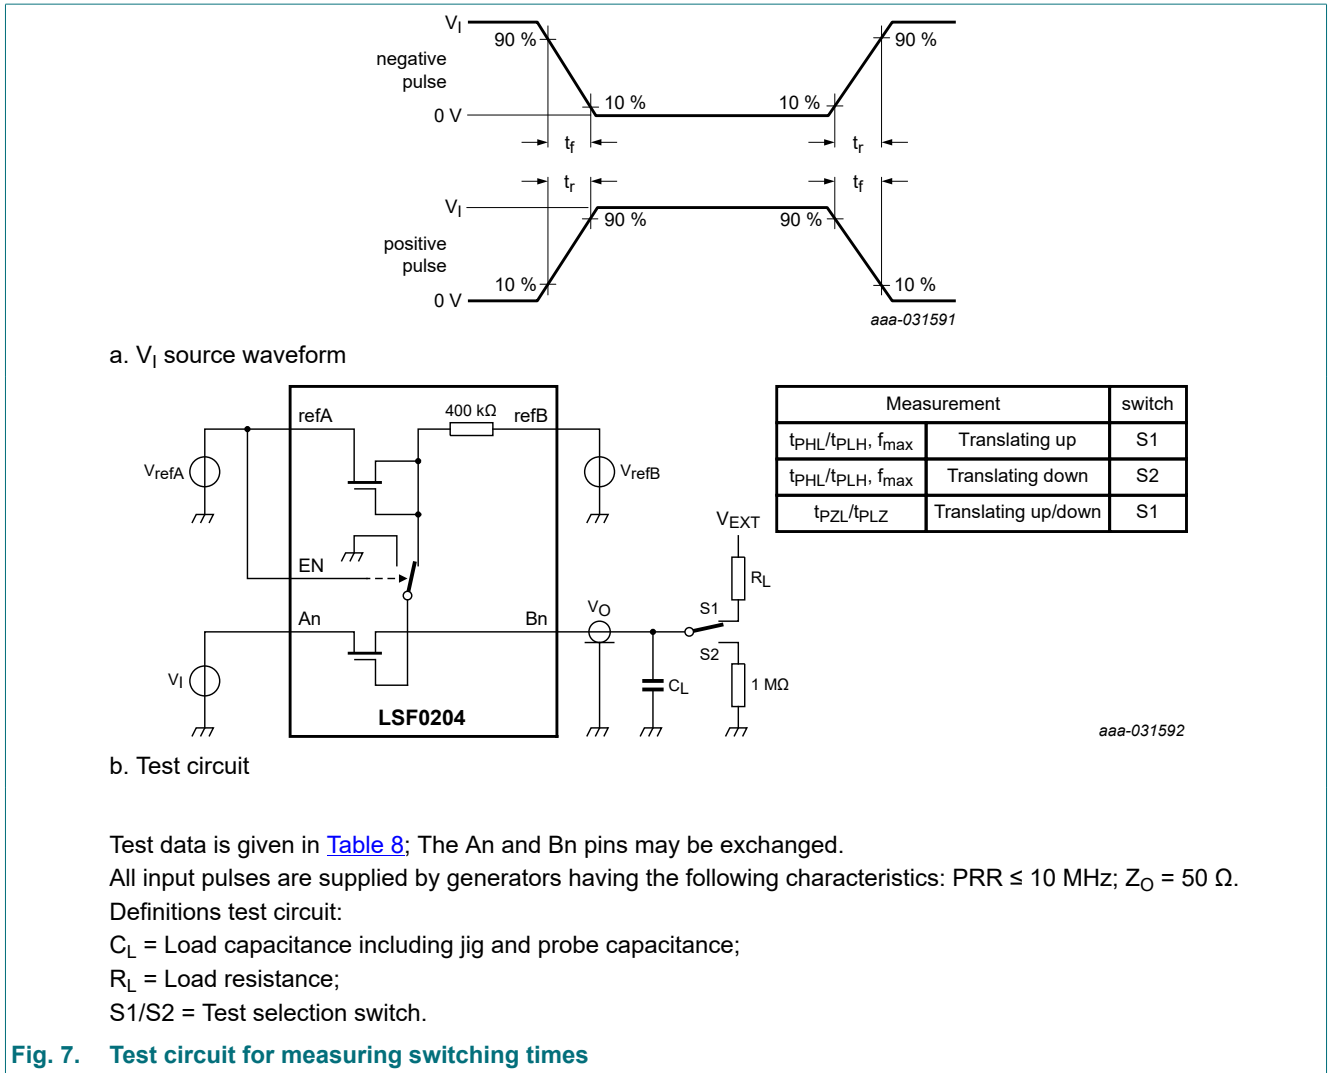 VI
90 %
90 %
negative
pulse
10 %
10 %
0 V
tf
tr
tr
tf
VI
90 %
90 %
positive
pulse
10 %
10 %
0 V
aaa-031591
a. VI source waveform
refA
400 kΩ
refB
VrefA
VrefB
EN
An
Bn
VI
LSF0204
VO
VEXT
RL
S1
S2
CL
1 MΩ
Measurement switch
tPHL/tPLH, fmax Translating up S1
tPHL/tPLH, fmax Translating down S2
tPZL/tPLZ Translating up/down S1
aaa-031592
b. Test circuit
Test data is given in Table 8; The An and Bn pins may be exchanged.
All input pulses are supplied by generators having the following characteristics: PRR ≤ 10 MHz; ZO = 50 Ω.
Definitions test circuit:
CL = Load capacitance including jig and probe capacitance;
RL = Load resistance;
S1/S2 = Test selection switch.
Fig. 7. Test circuit for measuring switching times